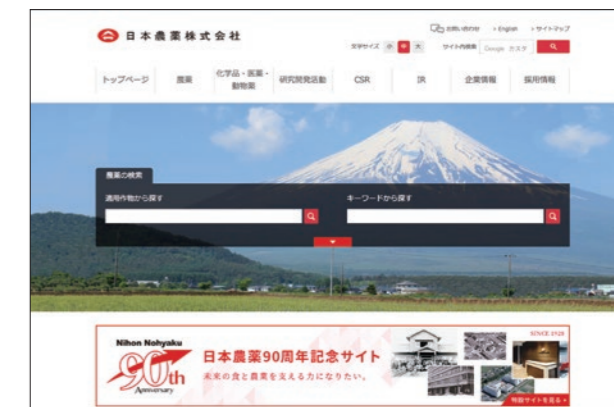 日本農薬株式会社
お問い合わせ > English > サイトマップ
文字サイズ 小 中 大 サイト内検索 Google カスタ
トップページ 農薬 化学品・医薬・
動物薬 研究開発活動 CSR IR 企業情報 採用情報
農薬の検索
適用作物から探す キーワードから探す
Nihon Nohyaku
90th
Anniversary
日本農薬90周年記念サイト
未来の食と農業を支える力になりたい。
SINCE 1928
特設サイトを見る